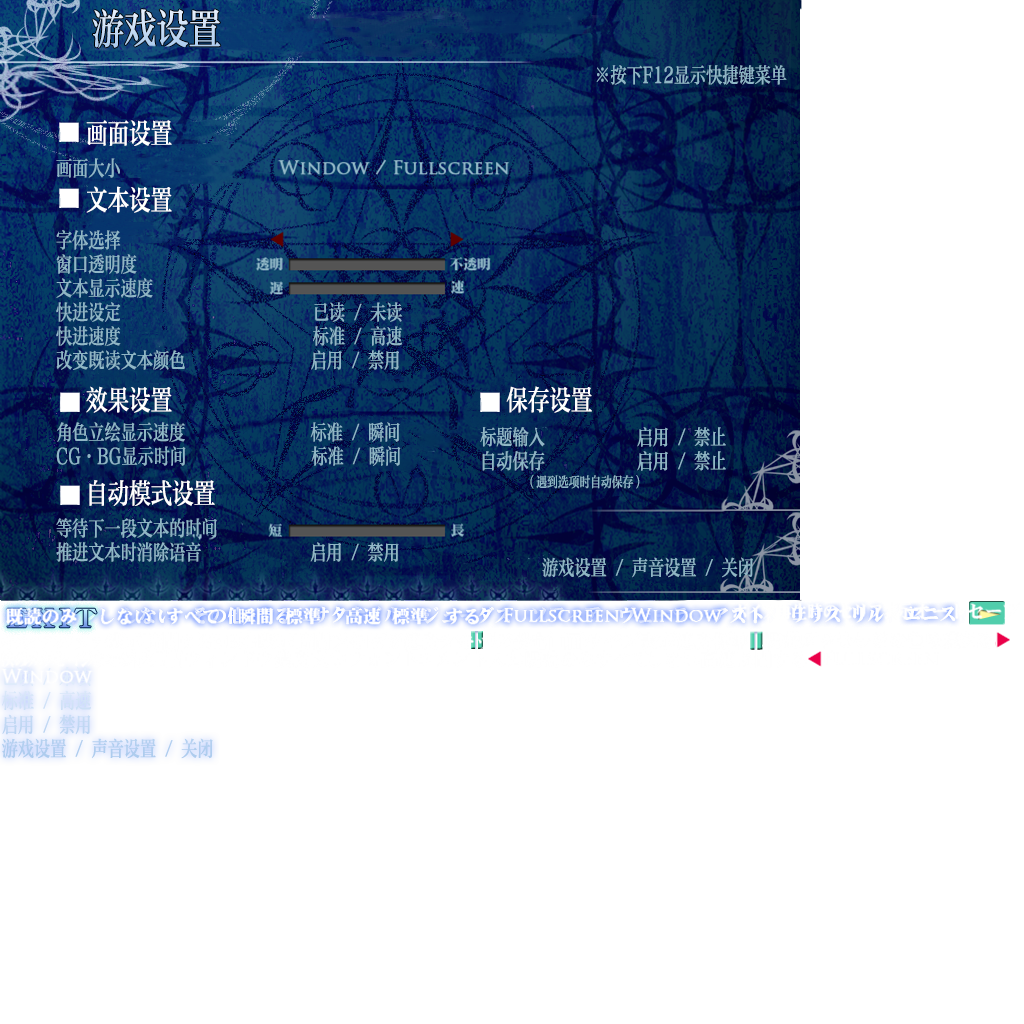 游戏设置
※按下F12显示快捷键菜单
■ 画面设置
画面大小 WINDOW / FULLSCREEN
■ 文本设置
字体选择
窗口透明度 透明 不透明
文本显示速度 遅 速
快进设定 已读 / 未读
快进速度 标准 / 高速
改变既读文本颜色 启用 / 禁用
■ 效果设置
角色立绘显示速度 标准 / 瞬间
CG・BG显示时间 标准 / 瞬间
■ 保存设置
标题输入 启用 / 禁止
自动保存 启用 / 禁止
(遇到选项时自动保存)
■ 自动模式设置
等待下一段文本的时间 短 長
推进文本时消除语音 启用 / 禁用
游戏设置 / 声音设置 / 关闭
既読のみ しない すべて 瞬間 標準 高速 標準 する FULLSCREEN WINDOW
WINDOW
标准 / 高速
启用 / 禁用
游戏设置 / 声音设置 / 关闭